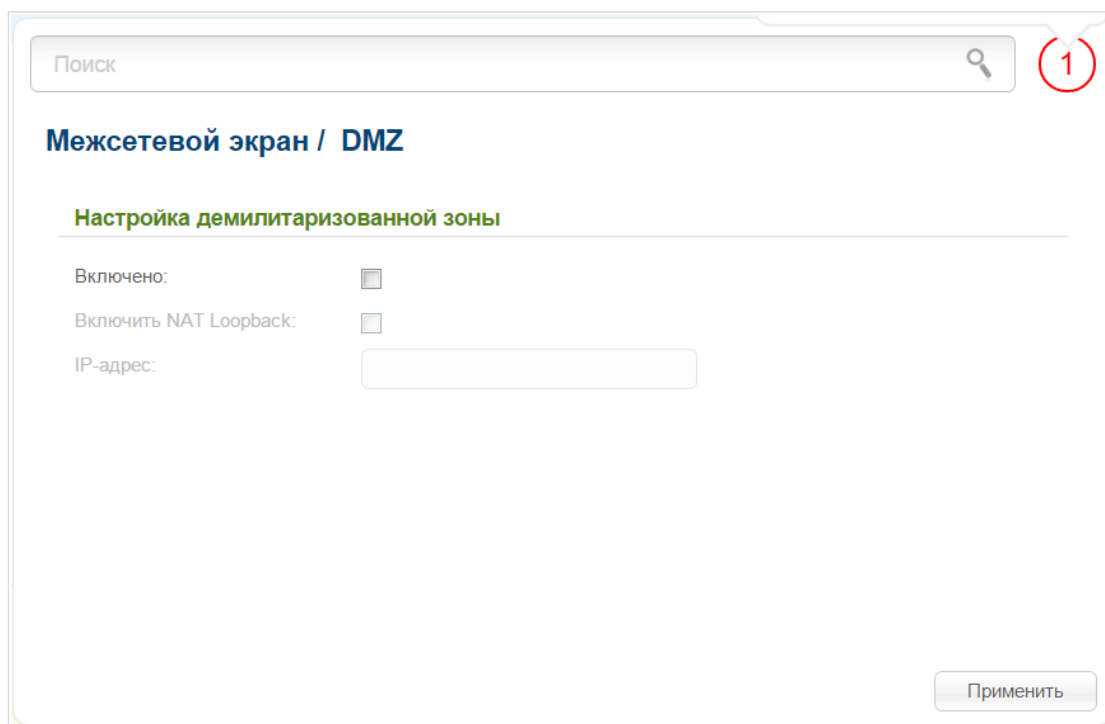 Поиск
1
Межсетевой экран / DMZ
Настройка демилитаризованной зоны
Включено:
Включить NAT Loopback:
IP-адрес:
Применить